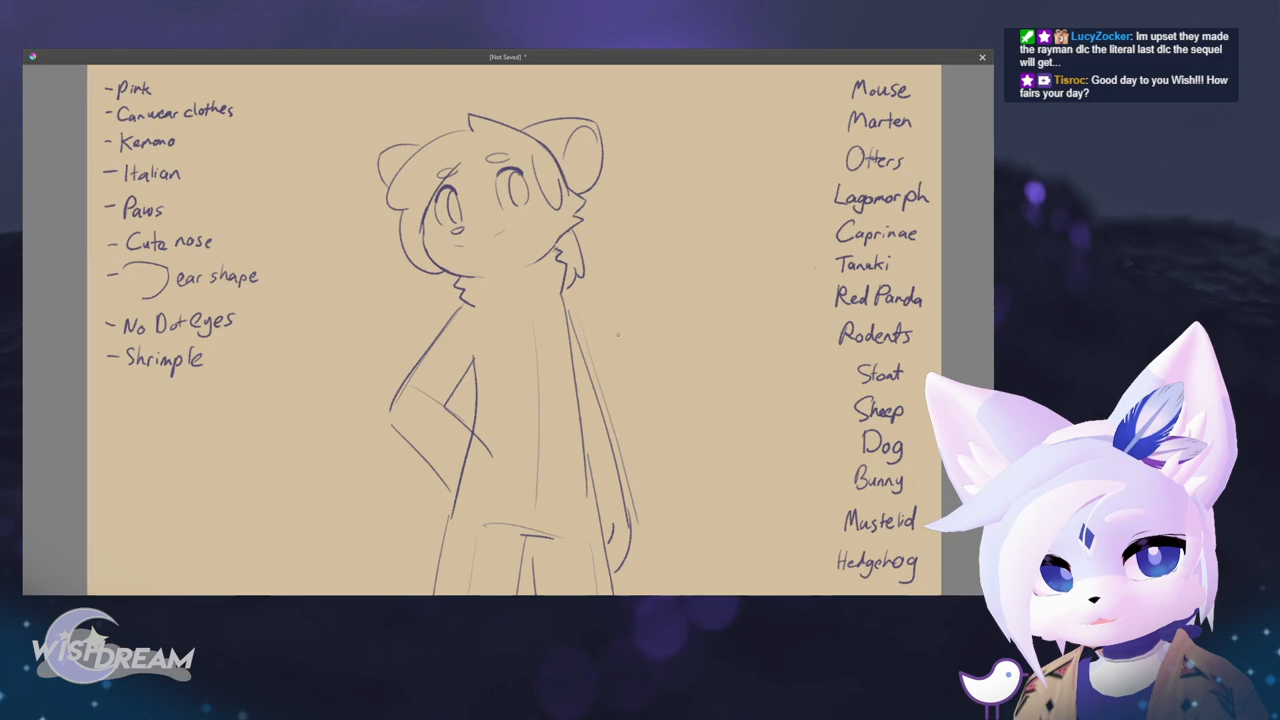 [Not Saved] *
- Pink
- Can wear clothes
- Kemono
- Italian
- Paws
- Cute nose
- ear shape
- No Dot eyes
- Shrimple
Mouse
Marten
Otters
Lagomorph
Caprinae
Tanuki
Red Panda
Rodents
Stoat
Sheep
Dog
Bunny
Mustelid
Hedgehog
LucyZocker: Im upset they made
the rayman dlc the literal last dlc the sequel
will get...
Tisroc: Good day to you Wish!!! How
fairs your day?
WISHDREAM